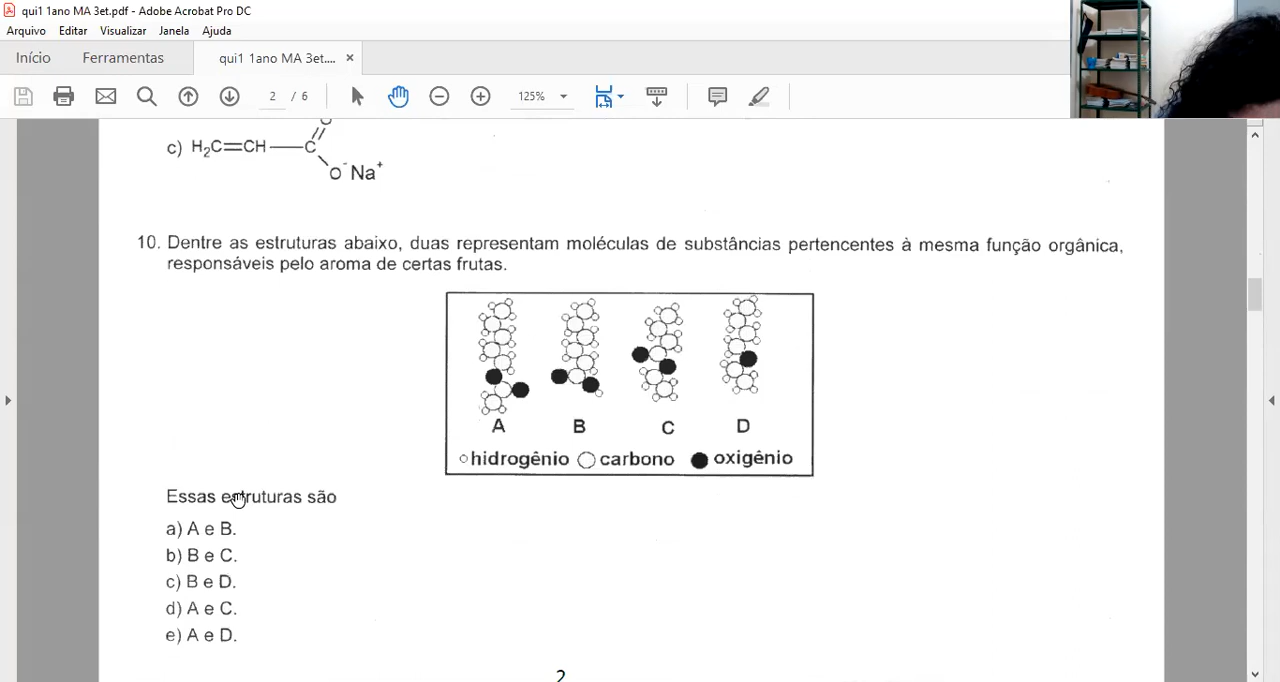 qui1 1ano MA 3et.pdf - Adobe Acrobat Pro DC
Arquivo Editar Visualizar Janela Ajuda
Início Ferramentas qui1 1ano MA 3et.... ×
2 / 6 125%
c) H₂C=CH—C
O⁻Na⁺
10. Dentre as estruturas abaixo, duas representam moléculas de substâncias pertencentes à mesma função orgânica,
responsáveis pelo aroma de certas frutas.
A B C D
hidrogênio carbono oxigênio
Essas estruturas são
a) A e B.
b) B e C.
c) B e D.
d) A e C.
e) A e D.
2